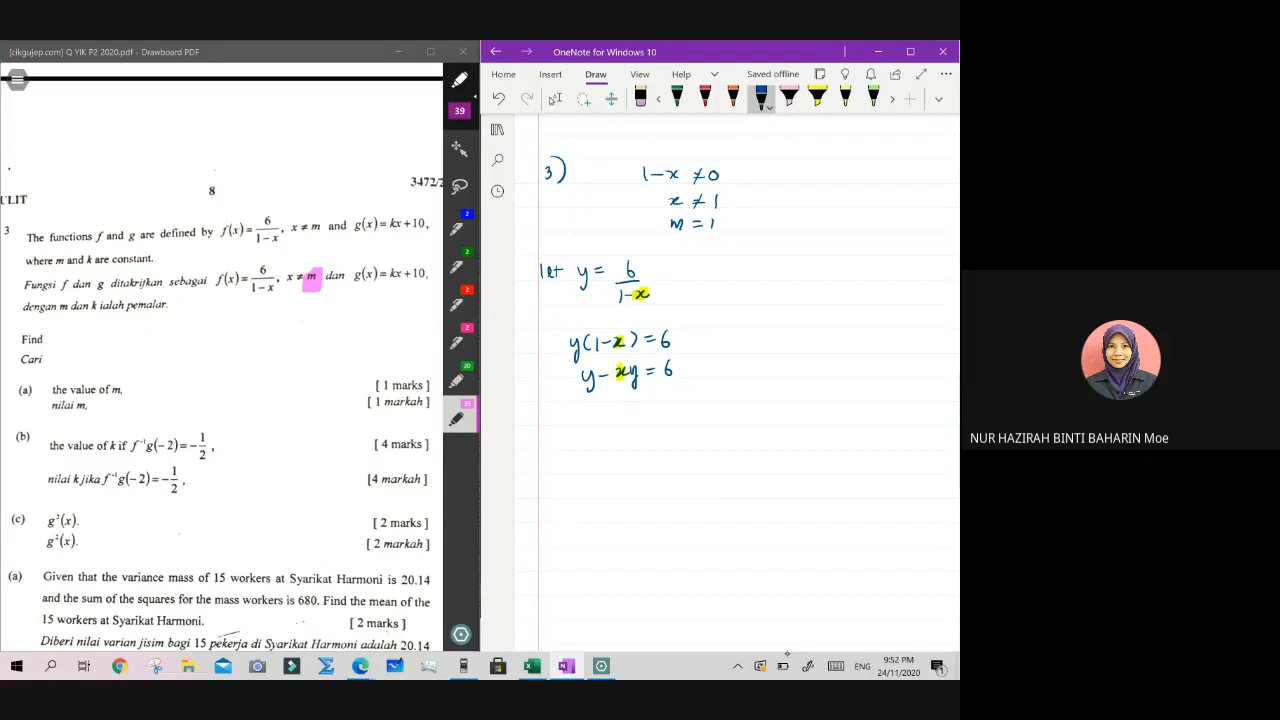 [cikgujep.com] Q YIK P2 2020.pdf - Drawboard PDF
39
2
2
2
2
20
39
8
3472/2
ULIT
3
The functions f and g are defined by f(x) = 6/(1-x), x ≠ m and g(x) = kx+10,
where m and k are constant.
Fungsi f dan g ditakrifkan sebagai f(x) = 6/(1-x), x ≠ m dan g(x) = kx+10,
dengan m dan k ialah pemalar.
Find
Cari
(a) the value of m, [ 1 marks ]
nilai m, [ 1 markah ]
(b) the value of k if f⁻¹g(-2) = -1/2, [ 4 marks ]
nilai k jika f⁻¹g(-2) = -1/2, [4 markah ]
(c) g²(x). [ 2 marks ]
g²(x). [ 2 markah ]
(a) Given that the variance mass of 15 workers at Syarikat Harmoni is 20.14
and the sum of the squares for the mass workers is 680. Find the mean of the
15 workers at Syarikat Harmoni. [ 2 marks ]
Diberi nilai varian jisim bagi 15 pekerja di Syarikat Harmoni adalah 20.14
OneNote for Windows 10
Home Insert Draw View Help Saved offline
3) 1-x ≠ 0
x ≠ 1
m = 1
let y = 6/(1-x)
y(1-x) = 6
y - xy = 6
NUR HAZIRAH BINTI BAHARIN Moe
ENG
9:52 PM
24/11/2020